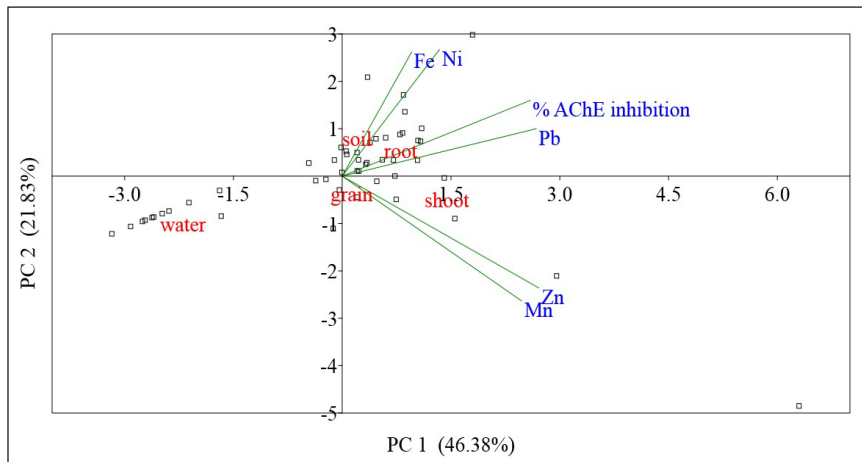 3
Fe Ni
2
% AChE inhibition
1
soil
Pb
root
-3.0 -1.5 1.5 3.0 4.5 6.0
grain shoot
-1
water
-2
Zn
Mn
-3
-4
-5
PC 2 (21.83%)
PC 1 (46.38%)